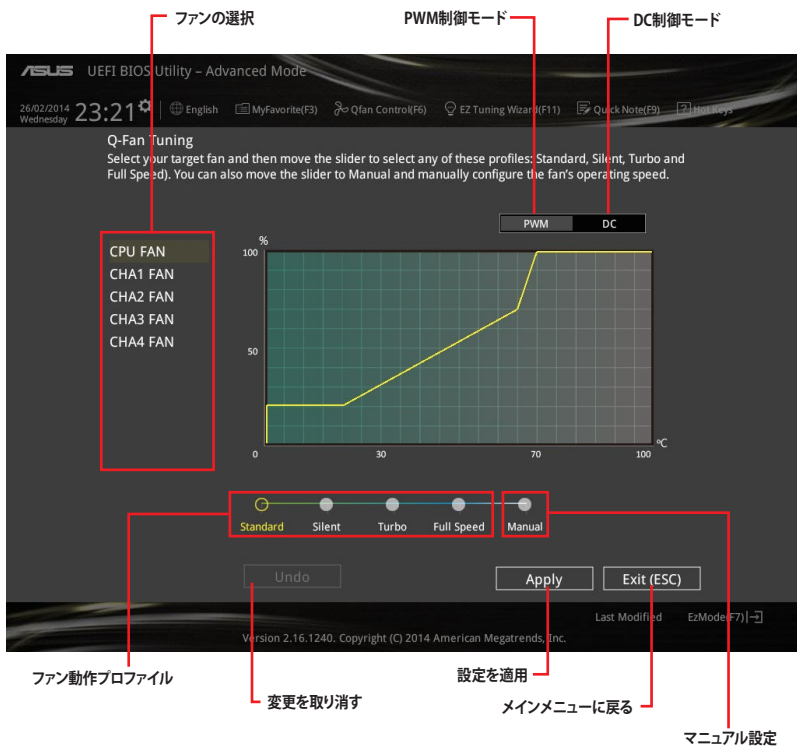 ファンの選択
PWM制御モード
DC制御モード
ASUS UEFI BIOS Utility – Advanced Mode
26/02/2014
Wednesday
23:21
English
MyFavorite(F3)
Qfan Control(F6)
EZ Tuning Wizard(F11)
Quick Note(F9)
? Hot Keys
Q-Fan Tuning
Select your target fan and then move the slider to select any of these profiles: Standard, Silent, Turbo and
Full Speed). You can also move the slider to Manual and manually configure the fan's operating speed.
PWM
DC
CPU FAN
CHA1 FAN
CHA2 FAN
CHA3 FAN
CHA4 FAN
%
100
50
0
30
70
100
ºC
Standard
Silent
Turbo
Full Speed
Manual
Undo
Apply
Exit (ESC)
Last Modified
EzMode(F7)
Version 2.16.1240. Copyright (C) 2014 American Megatrends, Inc.
ファン動作プロファイル
変更を取り消す
設定を適用
メインメニューに戻る
マニュアル設定